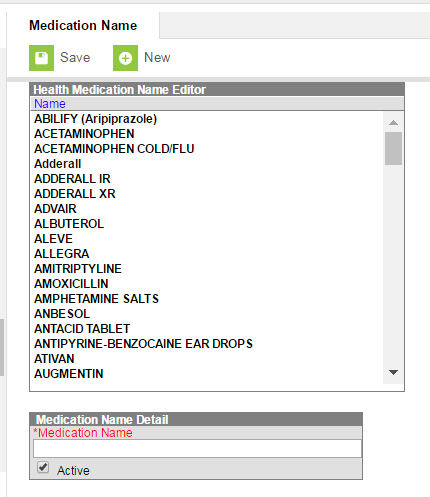 Medication Name
Save New
Health Medication Name Editor
Name
ABILIFY (Aripiprazole)
ACETAMINOPHEN
ACETAMINOPHEN COLD/FLU
Adderall
ADDERALL IR
ADDERALL XR
ADVAIR
ALBUTEROL
ALEVE
ALLEGRA
AMITRIPTYLINE
AMOXICILLIN
AMPHETAMINE SALTS
ANBESOL
ANTACID TABLET
ANTIPYRINE-BENZOCAINE EAR DROPS
ATIVAN
AUGMENTIN
Medication Name Detail
*Medication Name
Active